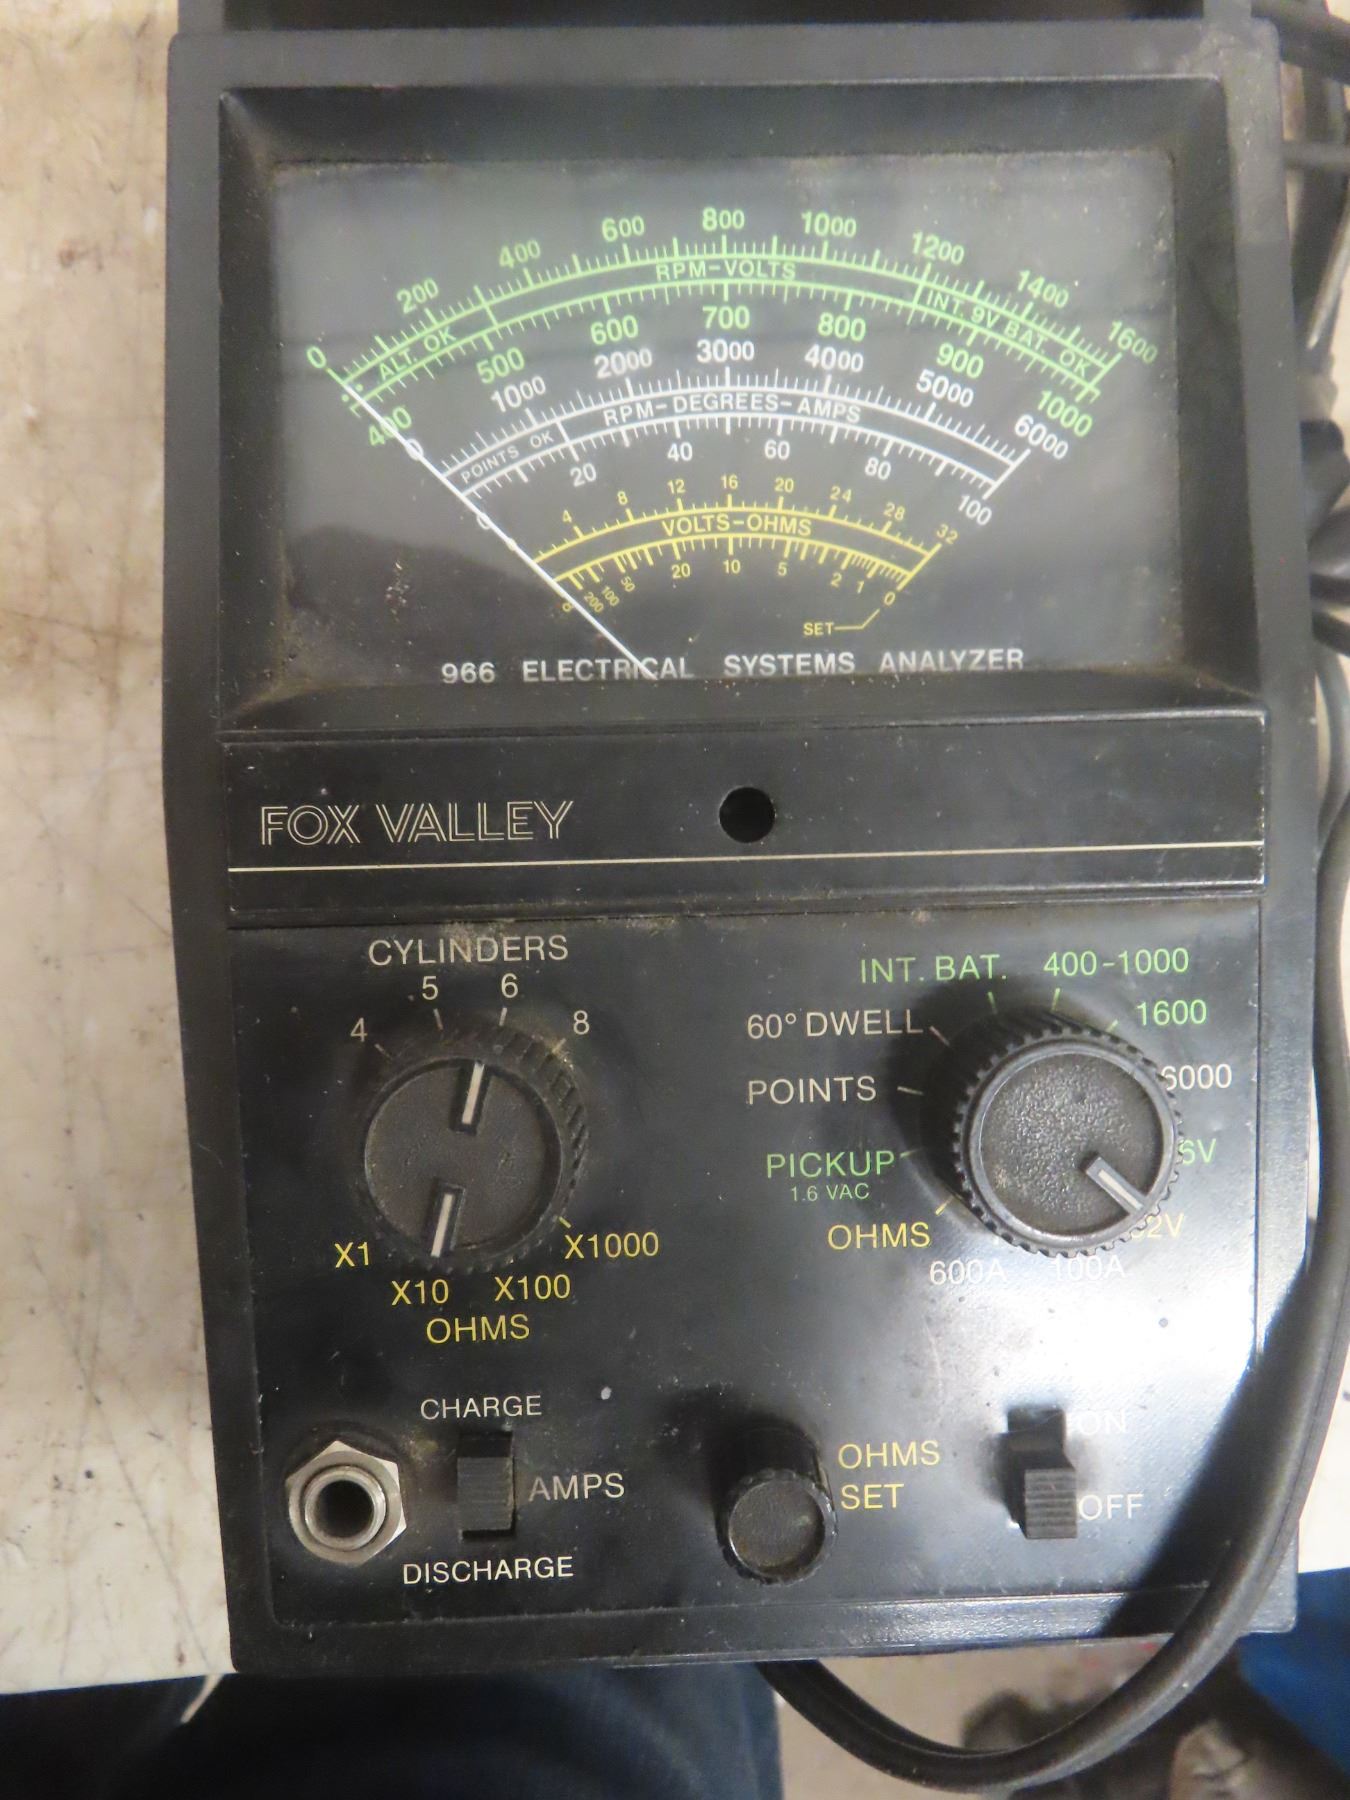 0 200 400 600 800 1000 1200 1400 1600
RPM-VOLTS
ALT. OK
INT. 9V BAT. OK
400 500 600 700 800 900 1000
0 1000 2000 3000 4000 5000 6000
RPM-DEGREES-AMPS
POINTS OK
0 20 40 60 80 100
4 8 12 16 20 24 28 32
VOLTS-OHMS
∞ 200 100 50 20 10 5 2 1 0
SET
966 ELECTRICAL SYSTEMS ANALYZER
FOX VALLEY
CYLINDERS
4 5 6 8
X1 X10 X100 X1000
OHMS
INT. BAT. 400-1000
60° DWELL 1600
POINTS 6000
PICKUP
1.6 VAC
OHMS
600A 100A
CHARGE
AMPS
DISCHARGE
OHMS
SET
ON
OFF